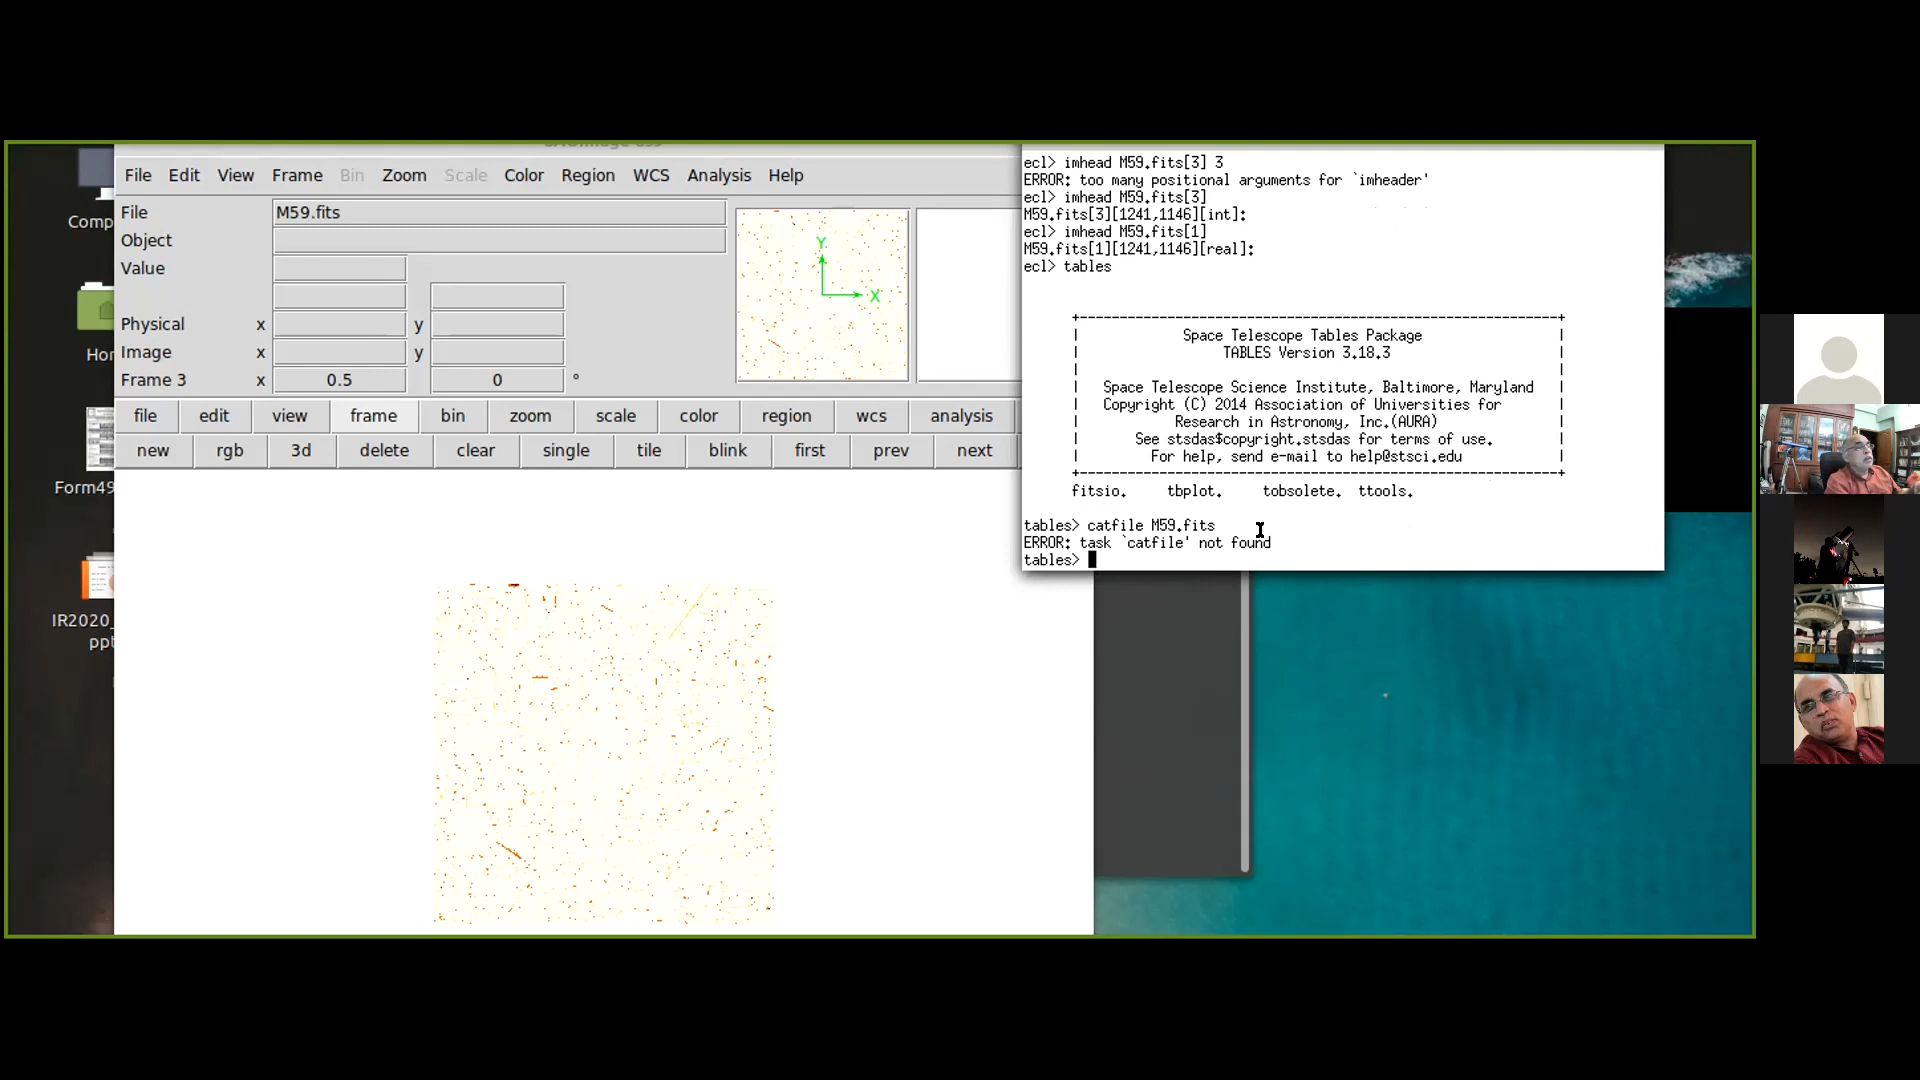 Comp
Hor
Form49
IR2020_
ppt
File Edit View Frame Bin Zoom Scale Color Region WCS Analysis Help
File M59.fits
Object
Value
Physical x y
Image x y
Frame 3 x 0.5 0 °
Y
X
file edit view frame bin zoom scale color region wcs analysis
new rgb 3d delete clear single tile blink first prev next
ecl> imhead M59.fits[3] 3
ERROR: too many positional arguments for `imheader'
ecl> imhead M59.fits[3]
M59.fits[3][1241,1146][int]:
ecl> imhead M59.fits[1]
M59.fits[1][1241,1146][real]:
ecl> tables
Space Telescope Tables Package
TABLES Version 3.18.3
Space Telescope Science Institute, Baltimore, Maryland
Copyright (C) 2014 Association of Universities for
Research in Astronomy, Inc.(AURA)
See stsdas$copyright.stsdas for terms of use.
For help, send e-mail to help@stsci.edu
fitsio. tbplot. tobsolete. ttools.
tables> catfile M59.fits
ERROR: task `catfile' not found
tables>